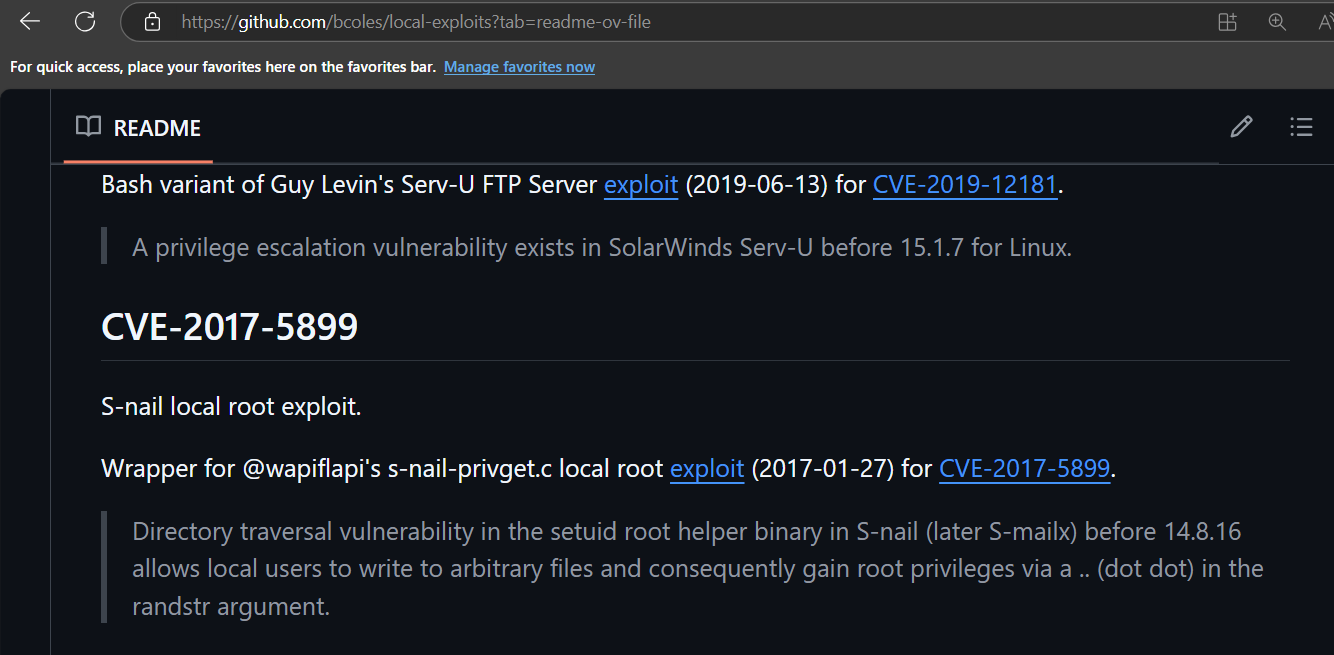 https://github.com/bcoles/local-exploits?tab=readme-ov-file
For quick access, place your favorites here on the favorites bar. Manage favorites now
README
Bash variant of Guy Levin's Serv-U FTP Server exploit (2019-06-13) for CVE-2019-12181.
A privilege escalation vulnerability exists in SolarWinds Serv-U before 15.1.7 for Linux.
CVE-2017-5899
S-nail local root exploit.
Wrapper for @wapiflapi's s-nail-privget.c local root exploit (2017-01-27) for CVE-2017-5899.
Directory traversal vulnerability in the setuid root helper binary in S-nail (later S-mailx) before 14.8.16
allows local users to write to arbitrary files and consequently gain root privileges via a .. (dot dot) in the
randstr argument.